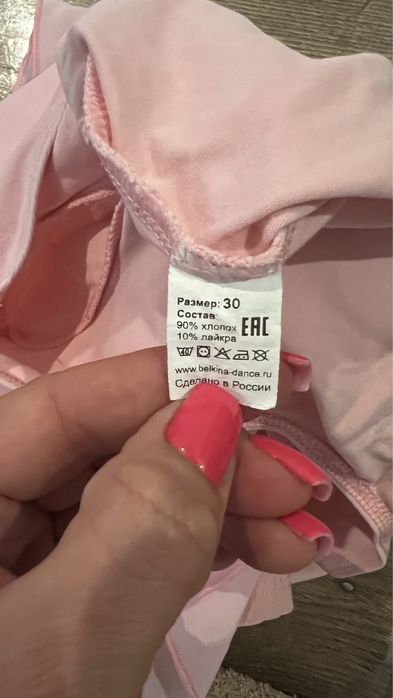 Размер: 30
Состав
90% хлопок
10% лайкра
EAC
www.belkina-dance.ru
Сделано в России